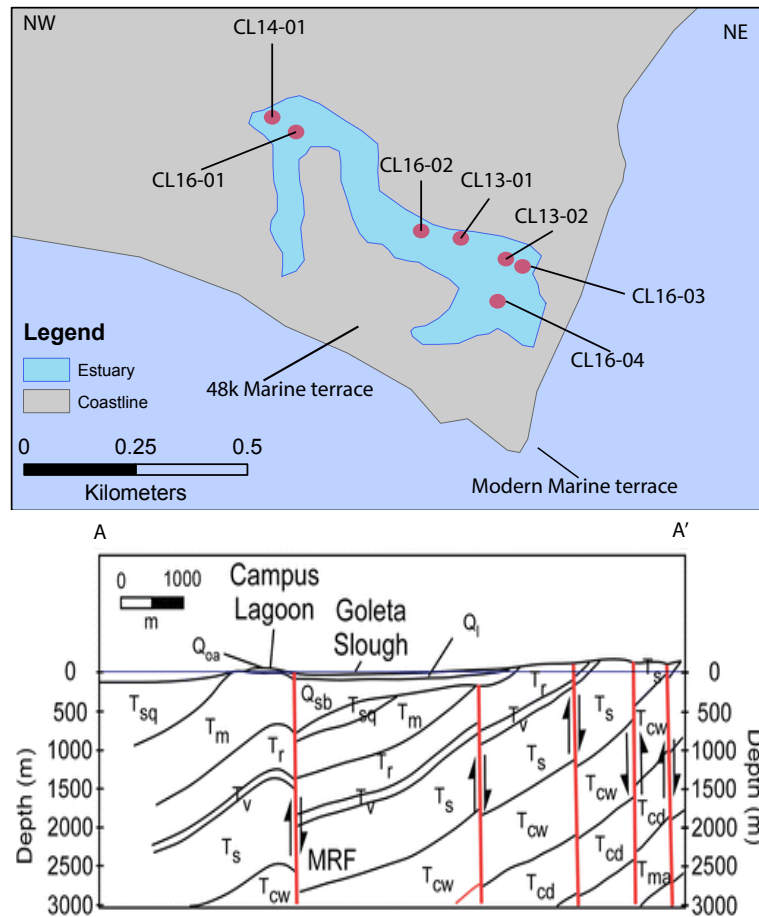 NW
CL14-01
NE
CL16-01
CL16-02
CL13-01
CL13-02
CL16-03
CL16-04
Legend
Estuary
Coastline
48k Marine terrace
0 0.25 0.5
Kilometers
Modern Marine terrace
A A'
0 1000
m
Campus
Lagoon
Goleta
Slough
Qoa
Ql
0
500
1000
1500
2000
2500
3000
Depth (m)
Tsq
Tm
Tr
Tv
Ts
Tcw
Qsb
Tsq
Tm
Tr
Tv
Ts
Tcw
MRF
Tr
Tv
Ts
Tcw
Tcd
Ts
Tcw
Tcd
Ts
Tcw
Tcd
Tma
0
500
1000
1500
2000
2500
3000
Depth (m)